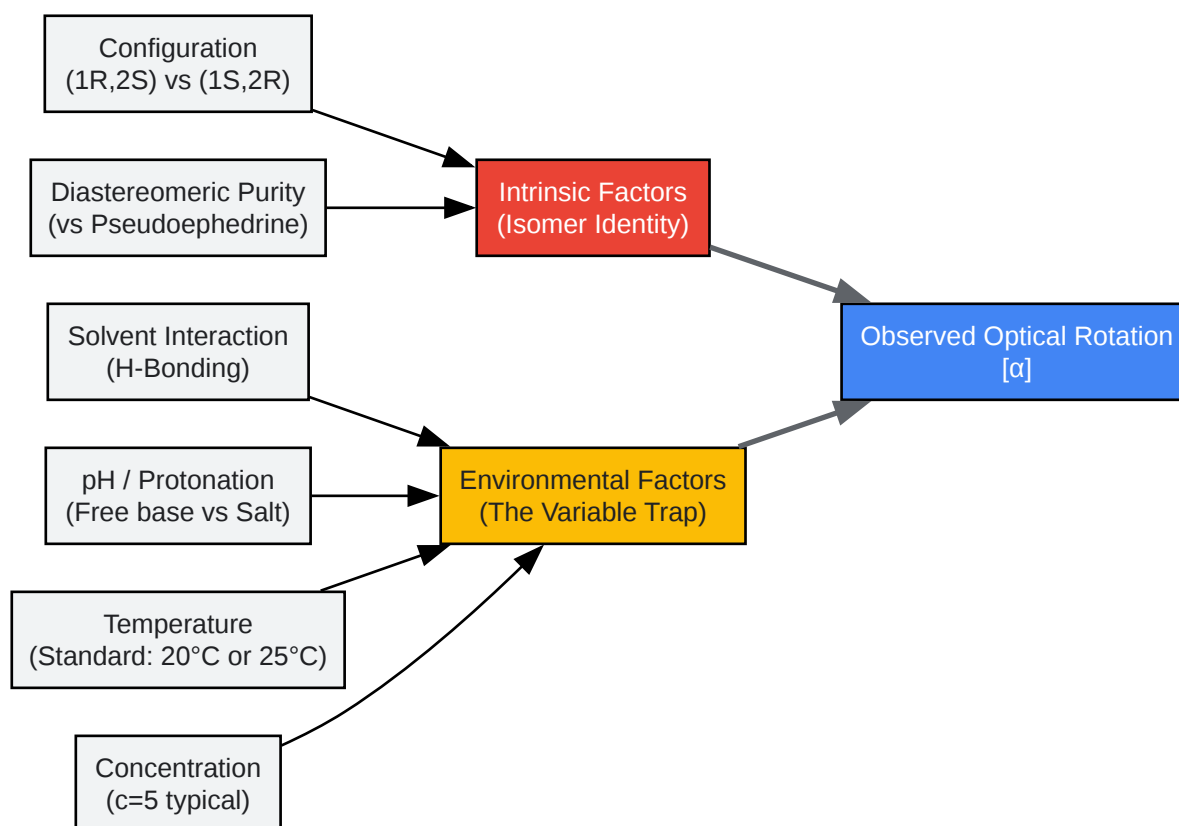 Configuration
(1R,2S) vs (1S,2R)
Diastereomeric Purity
(vs Pseudoephedrine)
Intrinsic Factors
(Isomer Identity)
Solvent Interaction
(H-Bonding)
Observed Optical Rotation
[α]
pH / Protonation
(Free base vs Salt)
Environmental Factors
(The Variable Trap)
Temperature
(Standard: 20°C or 25°C)
Concentration
(c=5 typical)